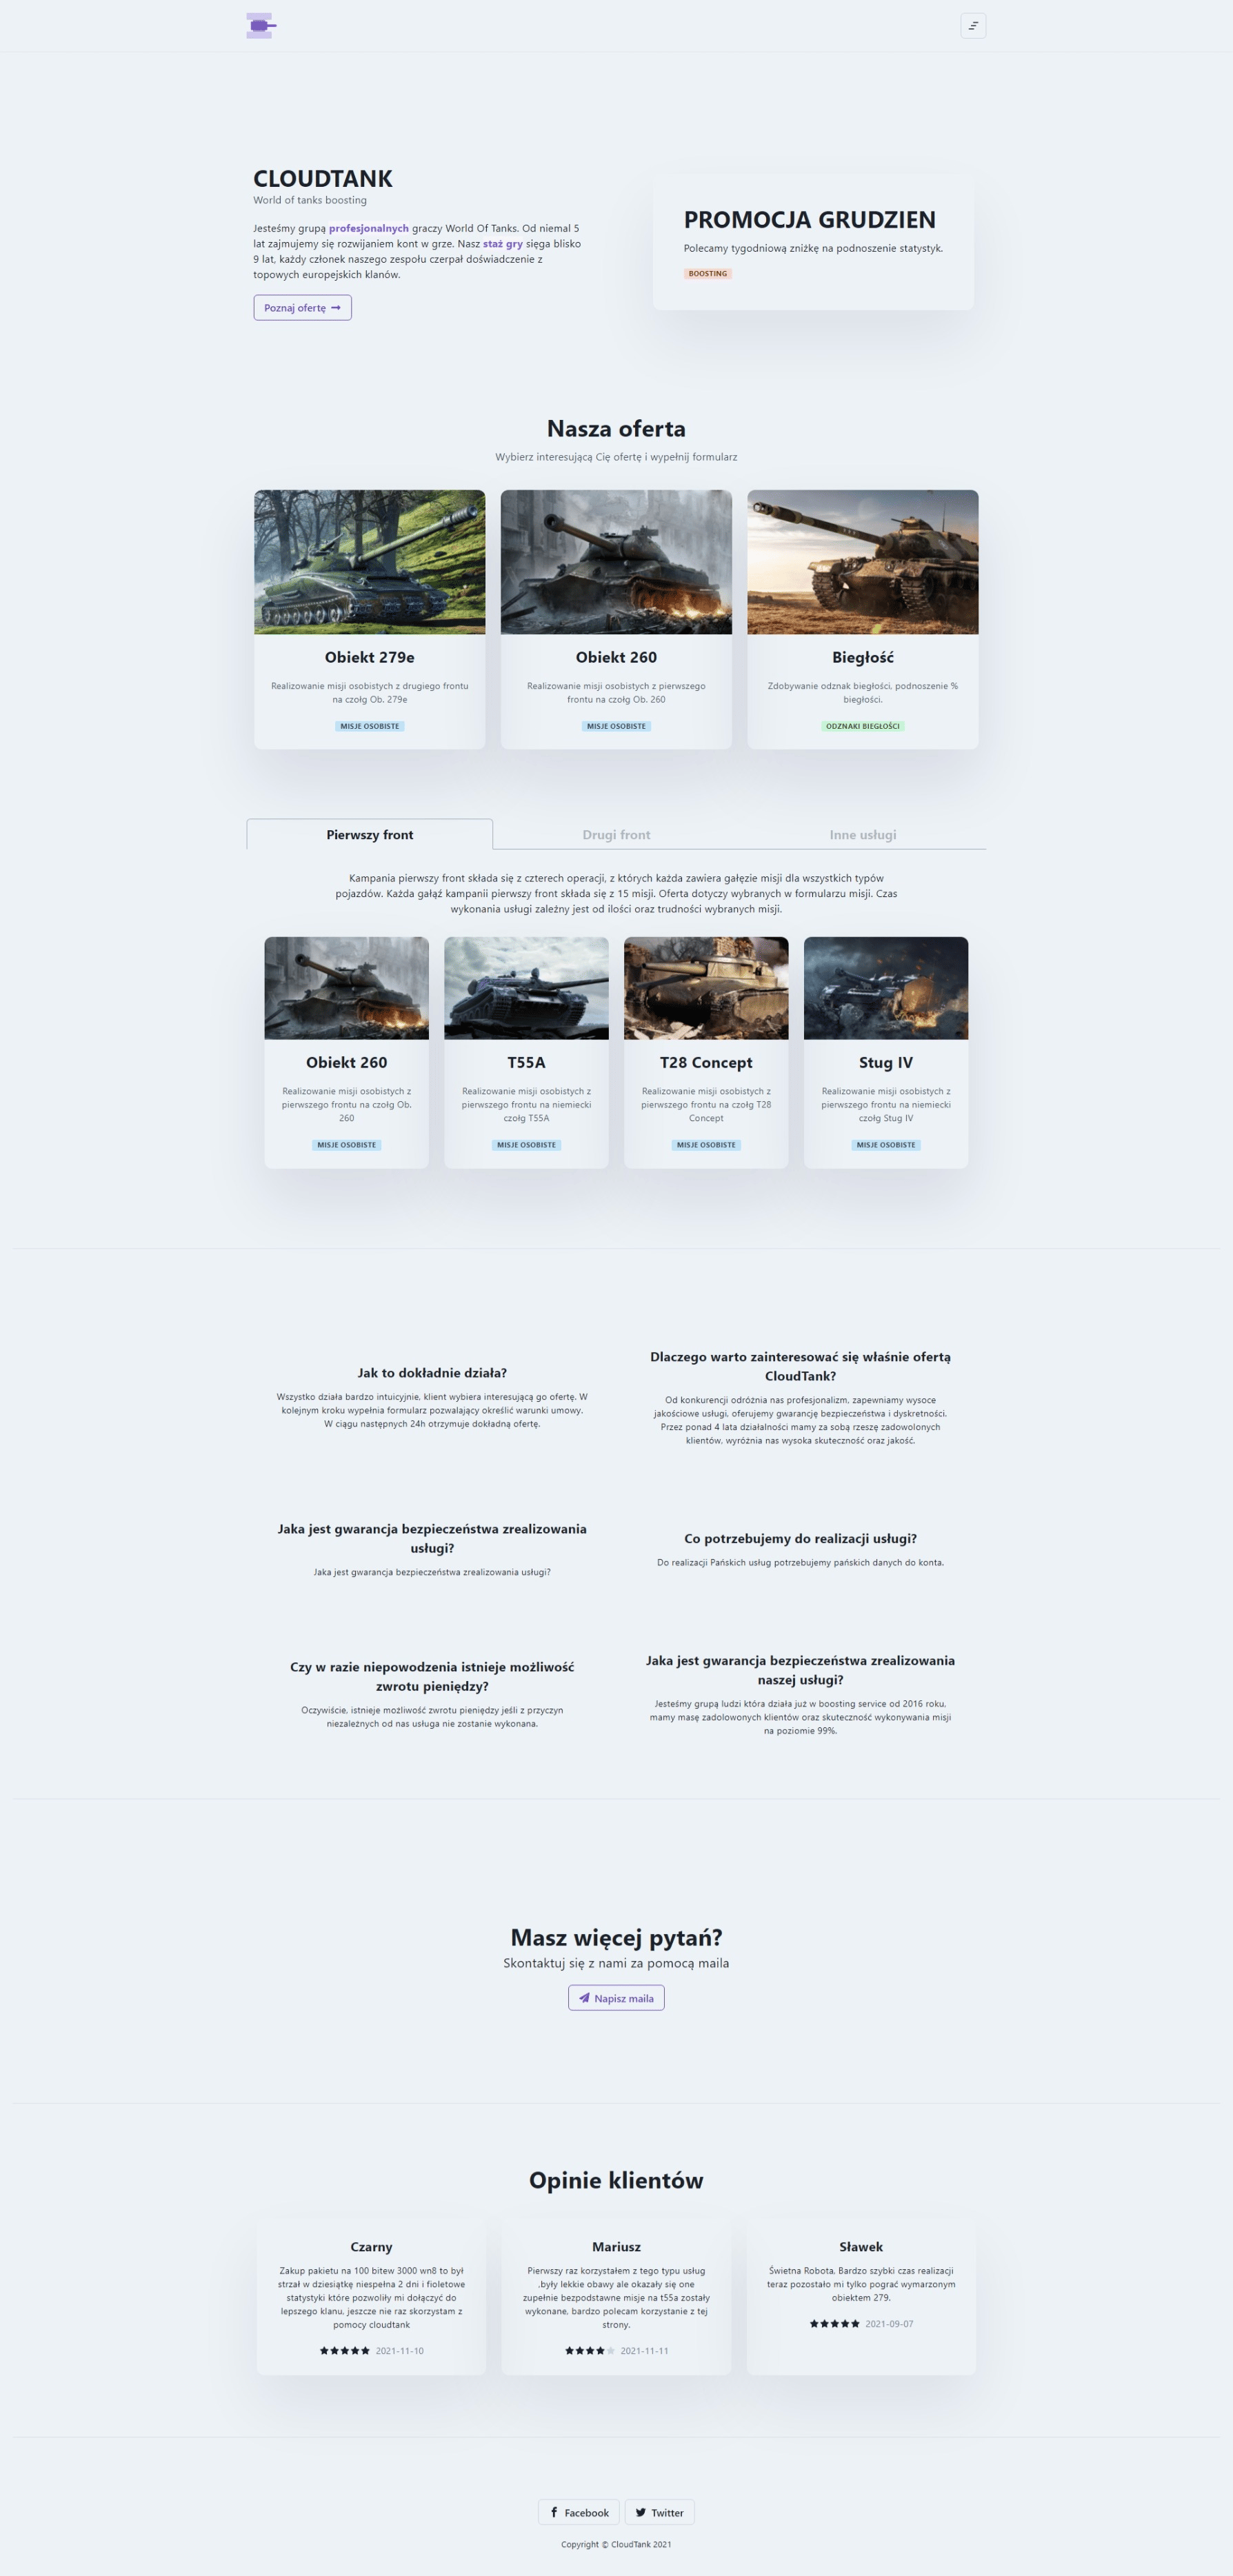 CLOUDTANK
World of tanks boosting
Jesteśmy grupą profesjonalnych graczy World Of Tanks. Od niemal 5
lat zajmujemy się rozwijaniem kont w grze. Nasz staż gry sięga blisko
9 lat, każdy członek naszego zespołu czerpał doświadczenie z
topowych europejskich klanów.
Poznaj ofertę
PROMOCJA GRUDZIEN
Polecamy tygodniową zniżkę na podnoszenie statystyk.
BOOSTING
Nasza oferta
Wybierz interesującą Cię ofertę i wypełnij formularz
Obiekt 279e
Realizowanie misji osobistych z drugiego frontu
na czołg Ob. 279e
MISJE OSOBISTE
Obiekt 260
Realizowanie misji osobistych z pierwszego
frontu na czołg Ob. 260
MISJE OSOBISTE
Biegłość
Zdobywanie odznak biegłości, podnoszenie %
biegłości.
ODZNAKI BIEGŁOŚCI
Pierwszy front
Drugi front
Inne usługi
Kampania pierwszy front składa się z czterech operacji, z których każda zawiera gałęzie misji dla wszystkich typów
pojazdów. Każda gałąź kampanii pierwszy front składa się z 15 misji. Oferta dotyczy wybranych w formularzu misji. Czas
wykonania usługi zależny jest od ilości oraz trudności wybranych misji.
Obiekt 260
Realizowanie misji osobistych z
pierwszego frontu na czołg Ob.
260
MISJE OSOBISTE
T55A
Realizowanie misji osobistych z
pierwszego frontu na niemiecki
czołg T55A
MISJE OSOBISTE
T28 Concept
Realizowanie misji osobistych z
pierwszego frontu na czołg T28
Concept
MISJE OSOBISTE
Stug IV
Realizowanie misji osobistych z
pierwszego frontu na niemiecki
czołg Stug IV
MISJE OSOBISTE
Jak to dokładnie działa?
Wszystko działa bardzo intuicyjnie, klient wybiera interesującą go ofertę. W
kolejnym kroku wypełnia formularz pozwalający określić warunki umowy.
W ciągu następnych 24h otrzymuje dokładną ofertę.
Dlaczego warto zainteresować się właśnie ofertą
CloudTank?
Od konkurencji odróżnia nas profesjonalizm, zapewniamy wysoce
jakościowe usługi, oferujemy gwarancję bezpieczeństwa i dyskretności.
Przez ponad 4 lata działalności mamy za sobą rzeszę zadowolonych
klientów, wyróżnia nas wysoka skuteczność oraz jakość.
Jaka jest gwarancja bezpieczeństwa zrealizowania
usługi?
Jaka jest gwarancja bezpieczeństwa zrealizowania usługi?
Co potrzebujemy do realizacji usługi?
Do realizacji Pańskich usług potrzebujemy pańskich danych do konta.
Czy w razie niepowodzenia istnieje możliwość
zwrotu pieniędzy?
Oczywiście, istnieje możliwość zwrotu pieniędzy jeśli z przyczyn
niezależnych od nas usługa nie zostanie wykonana.
Jaka jest gwarancja bezpieczeństwa zrealizowania
naszej usługi?
Jesteśmy grupą ludzi która działa już w boosting service od 2016 roku,
mamy masę zadolowonych klientów oraz skuteczność wykonywania misji
na poziomie 99%.
Masz więcej pytań?
Skontaktuj się z nami za pomocą maila
Napisz maila
Opinie klientów
Czarny
Zakup pakietu na 100 bitew 3000 wn8 to był
strzał w dziesiątkę niespełna 2 dni i fioletowe
statystyki które pozwoliły mi dołączyć do
lepszego klanu, jeszcze nie raz skorzystam z
pomocy cloudtank
2021-11-10
Mariusz
Pierwszy raz korzystałem z tego typu usług
,były lekkie obawy ale okazały się one
zupełnie bezpodstawne misje na t55a zostały
wykonane, bardzo polecam korzystanie z tej
strony.
2021-11-11
Sławek
Świetna Robota, Bardzo szybki czas realizacji
teraz pozostało mi tylko pograć wymarzonym
obiektem 279.
2021-09-07
Facebook
Twitter
Copyright © CloudTank 2021